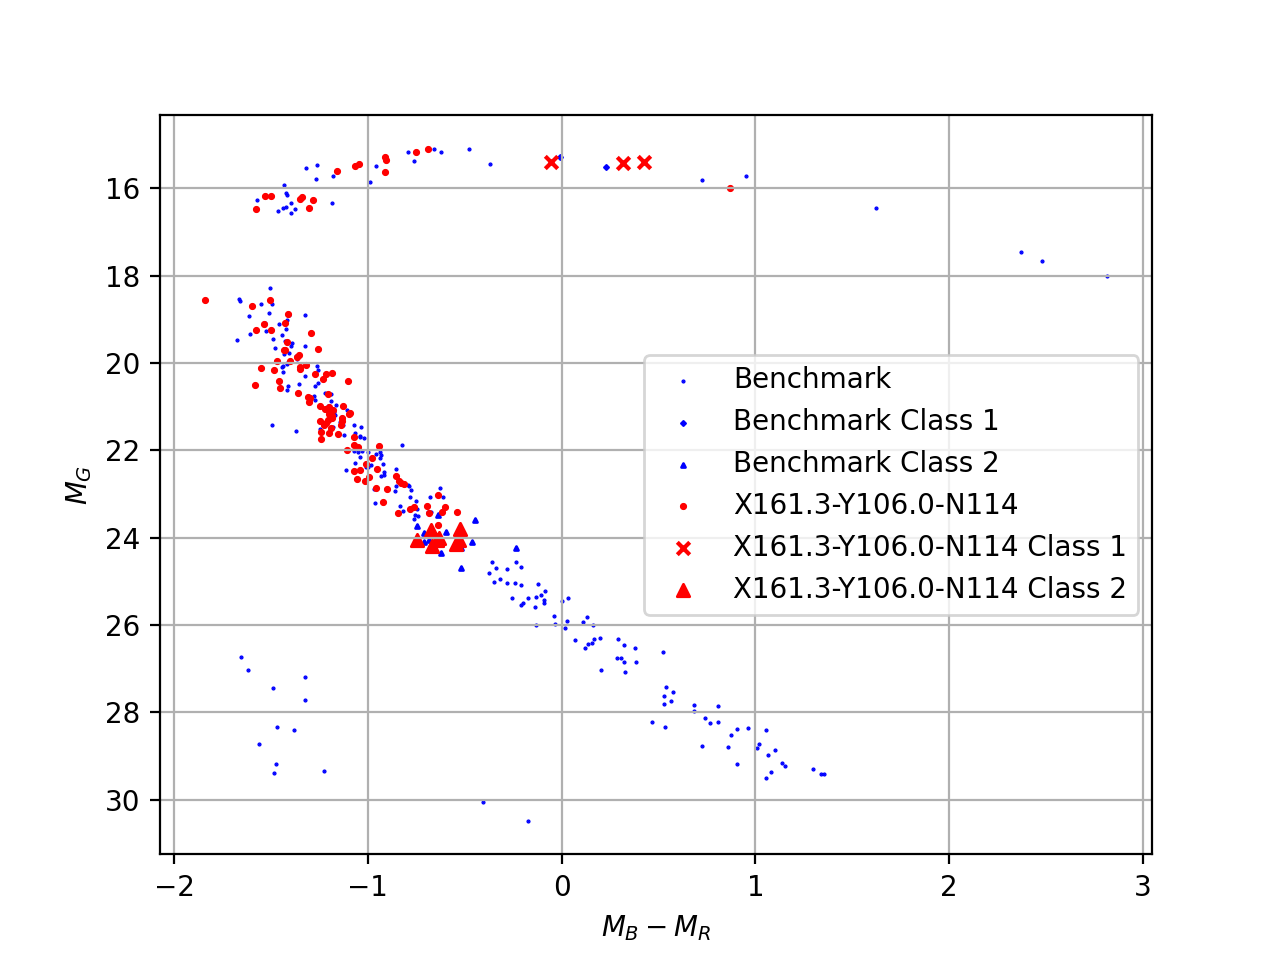 16
18
20
22
24
26
28
30
M_G
−2
−1
0
1
2
3
M_B − M_R
Benchmark
Benchmark Class 1
Benchmark Class 2
X161.3-Y106.0-N114
X161.3-Y106.0-N114 Class 1
X161.3-Y106.0-N114 Class 2